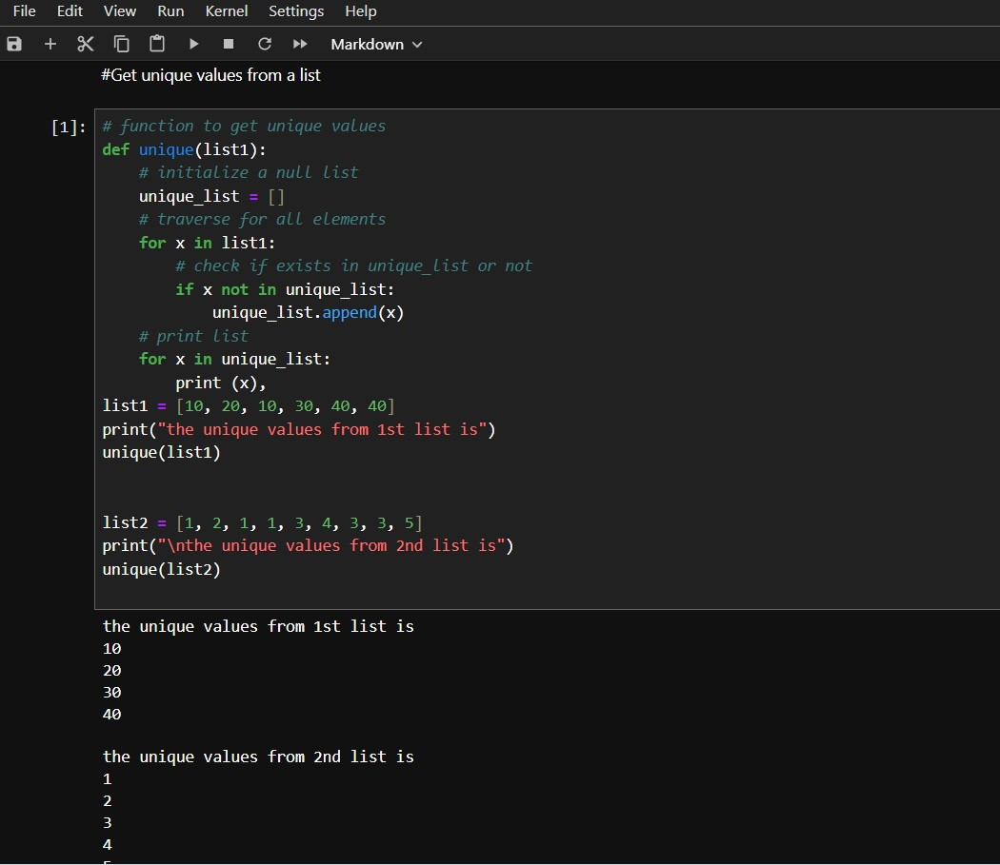 File Edit View Run Kernel Settings Help
Markdown
#Get unique values from a list
[1]: # function to get unique values
def unique(list1):
    # initialize a null list
    unique_list = []
    # traverse for all elements
    for x in list1:
        # check if exists in unique_list or not
        if x not in unique_list:
            unique_list.append(x)
    # print list
    for x in unique_list:
        print (x),
list1 = [10, 20, 10, 30, 40, 40]
print("the unique values from 1st list is")
unique(list1)
list2 = [1, 2, 1, 1, 3, 4, 3, 3, 5]
print("\nthe unique values from 2nd list is")
unique(list2)
the unique values from 1st list is
10
20
30
40
the unique values from 2nd list is
1
2
3
4